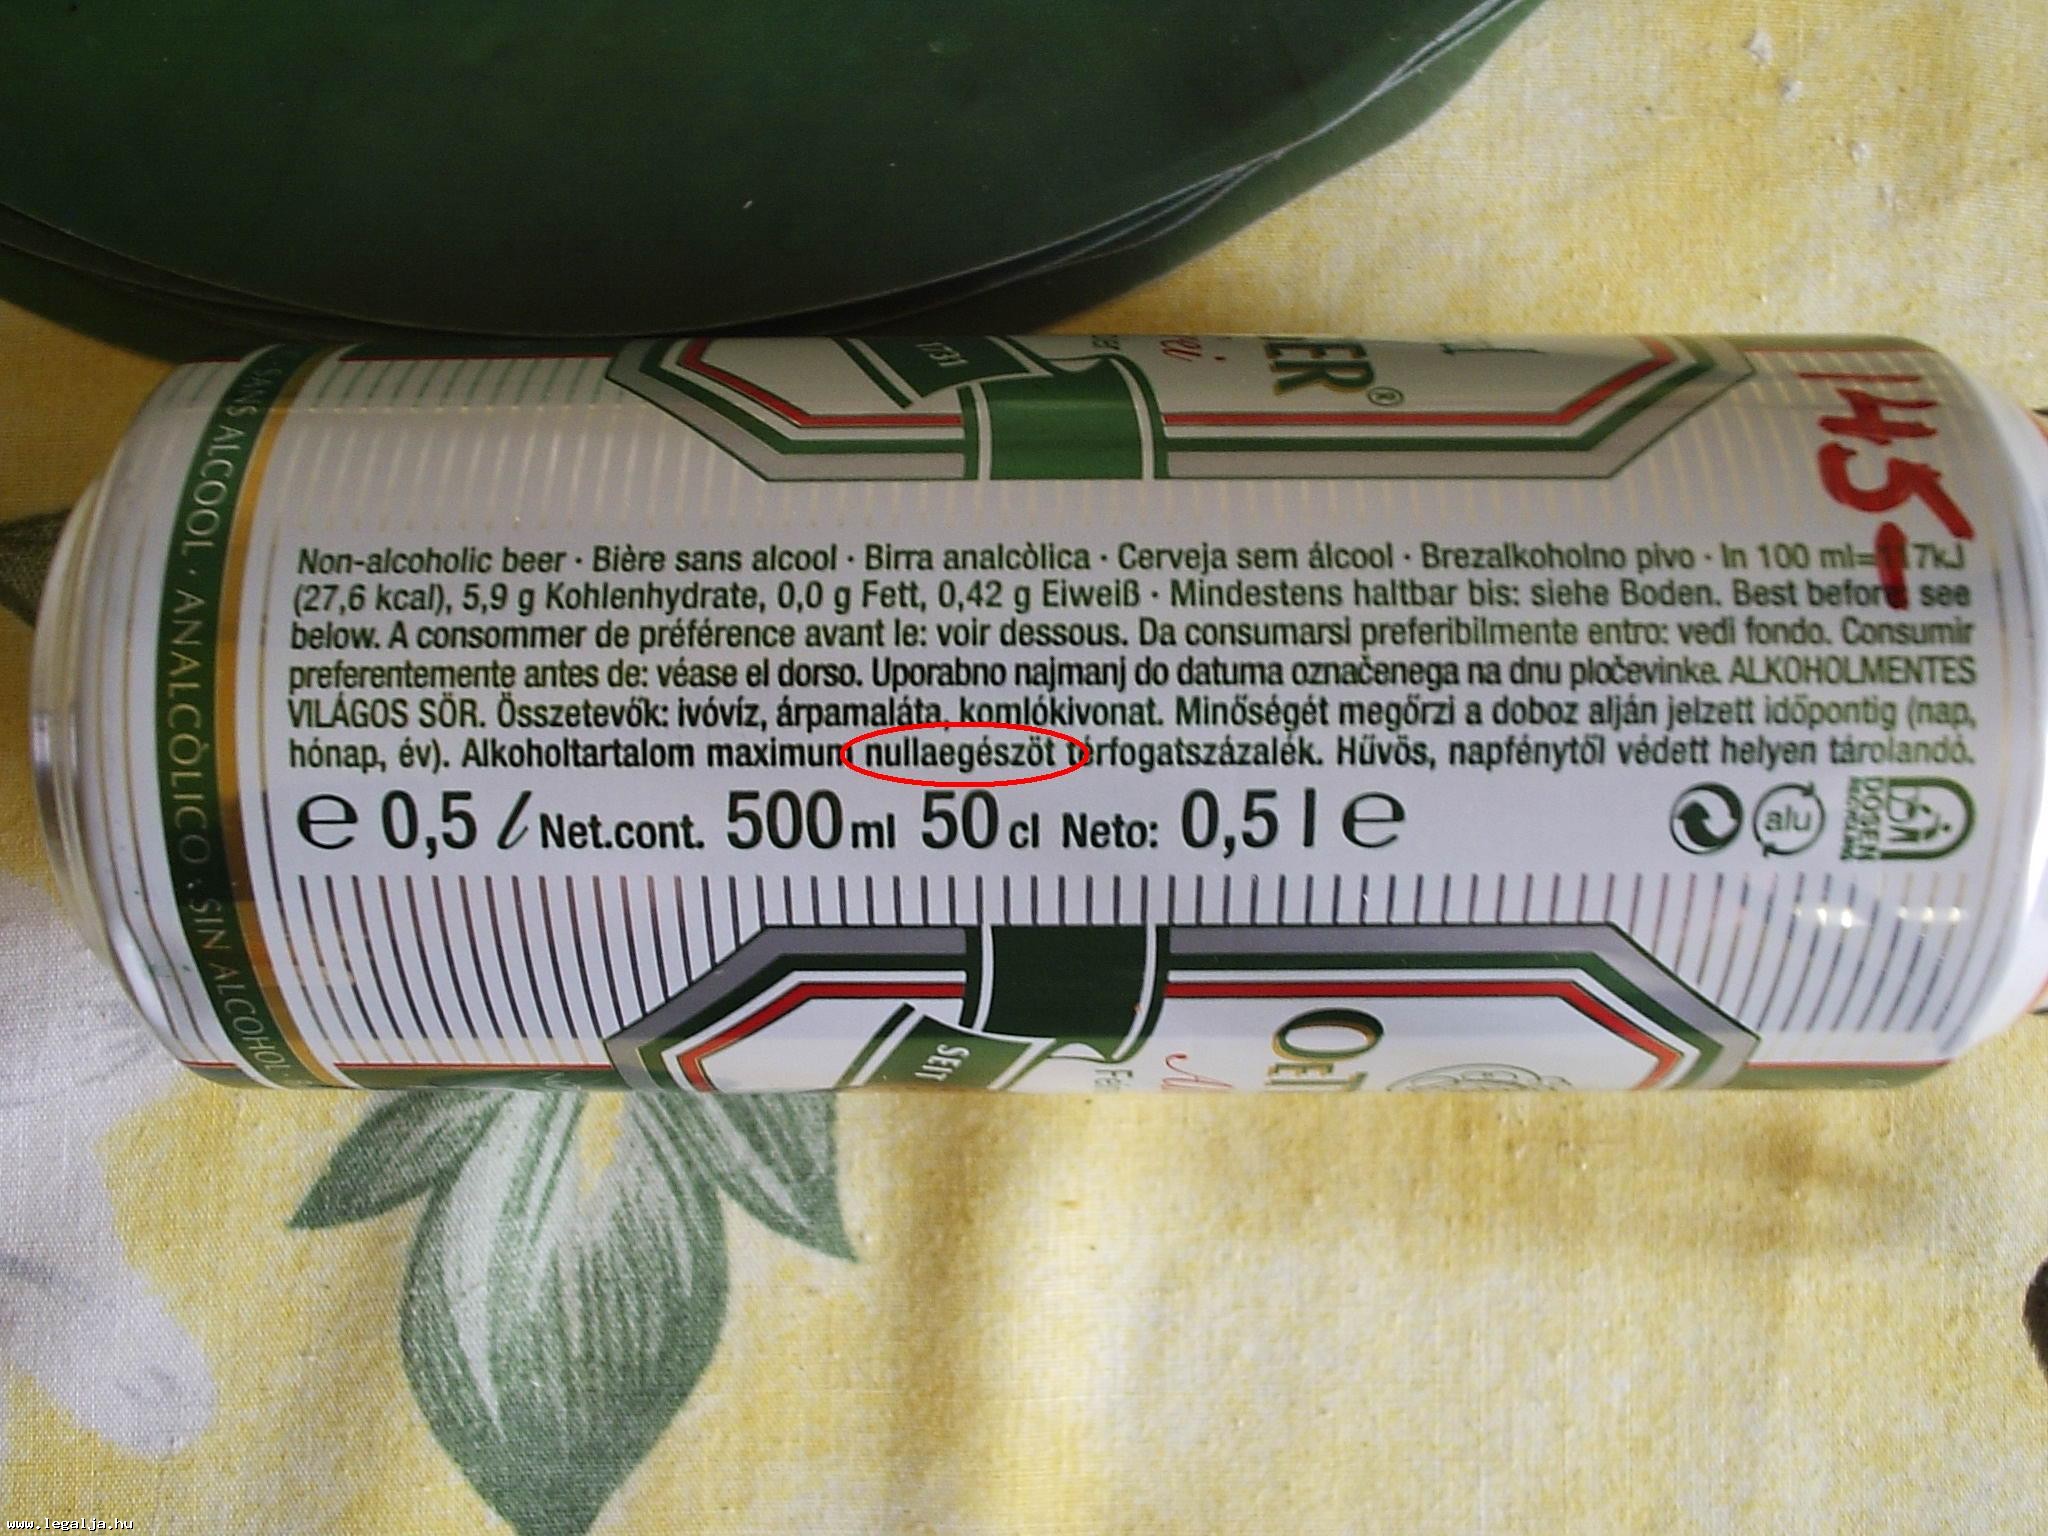 1731
ER®
145-
SANS ALCOOL · ANALCÒLICO · SIN ALCOHOL
Non-alcoholic beer · Bière sans alcool · Birra analcòlica · Cerveja sem álcool · Brezalkoholno pivo · In 100 ml= 17kJ
(27,6 kcal), 5,9 g Kohlenhydrate, 0,0 g Fett, 0,42 g Eiweiß · Mindestens haltbar bis: siehe Boden. Best before see
below. A consommer de préférence avant le: voir dessous. Da consumarsi preferibilmente entro: vedi fondo. Consumir
preferentemente antes de: véase el dorso. Uporabno najmanj do datuma označenega na dnu pločevinke. ALKOHOLMENTES
VILÁGOS SÖR. Összetevők: ivóvíz, árpamaláta, komlókivonat. Minőségét megőrzi a doboz alján jelzett időpontig (nap,
hónap, év). Alkoholtartalom maximum nullaegészöt térfogatszázalék. Hűvös, napfénytől védett helyen tárolandó.
e 0,5 l Net.cont. 500 ml 50 cl Neto: 0,5 l e
alu
DOSEN
RECYCLING
SEIT
OET
www.legalja.hu